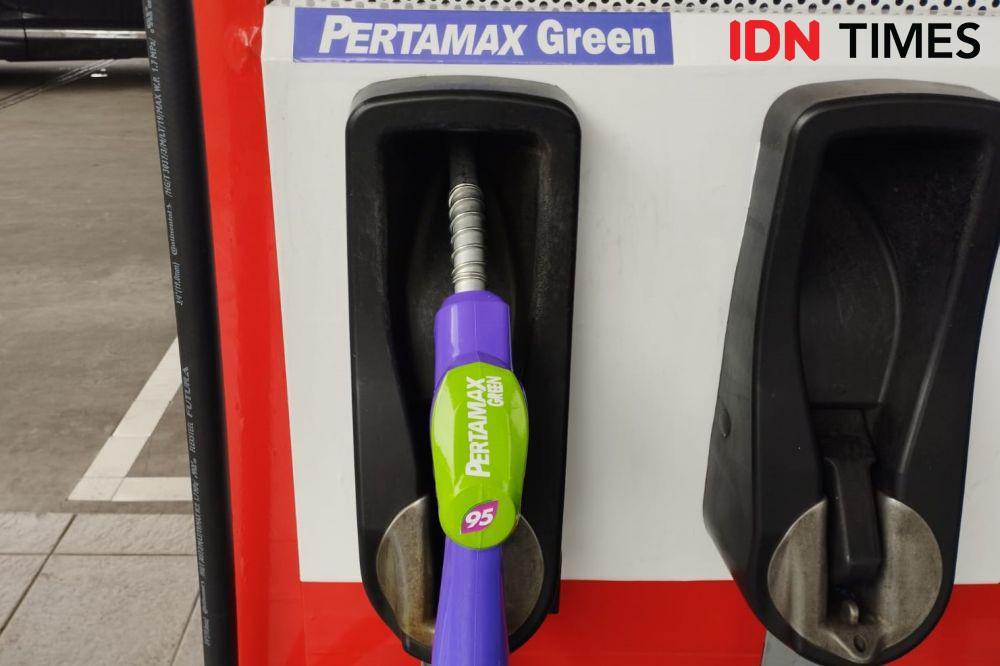 PERTAMAX Green
IDN TIMES
PERTAMAX
GREEN
95